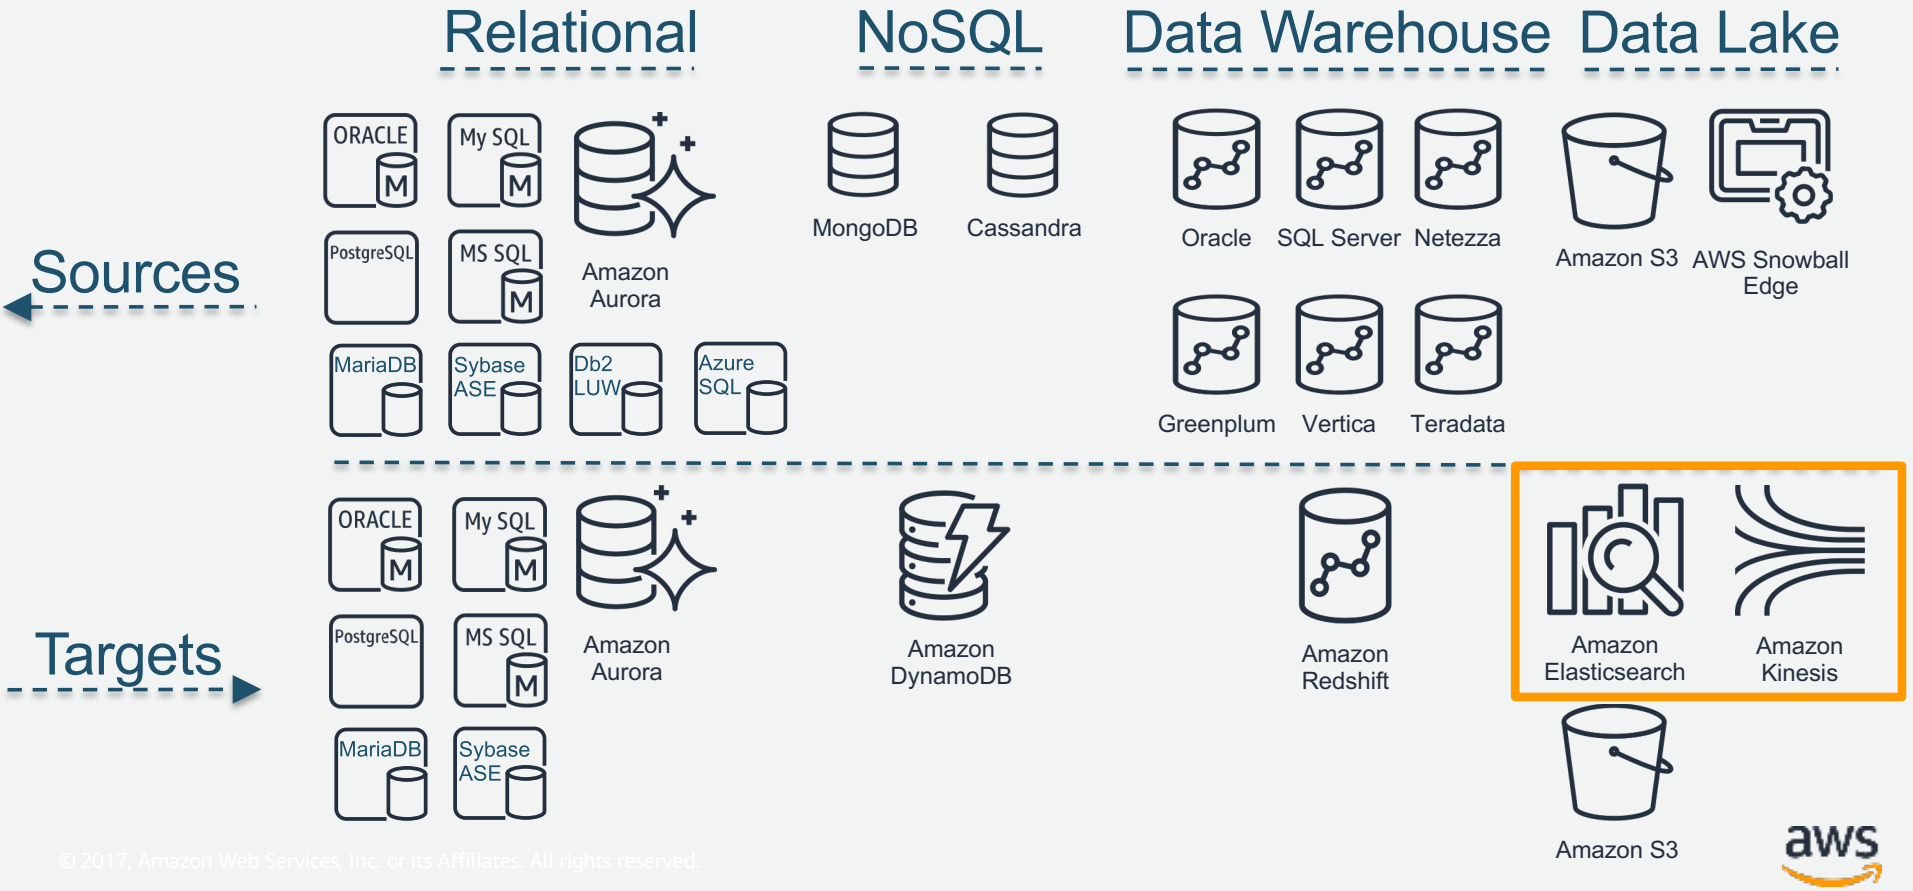 Relational
NoSQL
Data Warehouse
Data Lake
Sources
ORACLE
M
My SQL
M
Amazon
Aurora
PostgreSQL
MS SQL
M
MariaDB
Sybase
ASE
Db2
LUW
Azure
SQL
MongoDB
Cassandra
Oracle
SQL Server
Netezza
Greenplum
Vertica
Teradata
Amazon S3
AWS Snowball
Edge
Targets
ORACLE
M
My SQL
M
Amazon
Aurora
PostgreSQL
MS SQL
M
MariaDB
Sybase
ASE
Amazon
DynamoDB
Amazon
Redshift
Amazon
Elasticsearch
Amazon
Kinesis
Amazon S3
© 2017, Amazon Web Services, Inc. or its Affiliates. All rights reserved.
aws